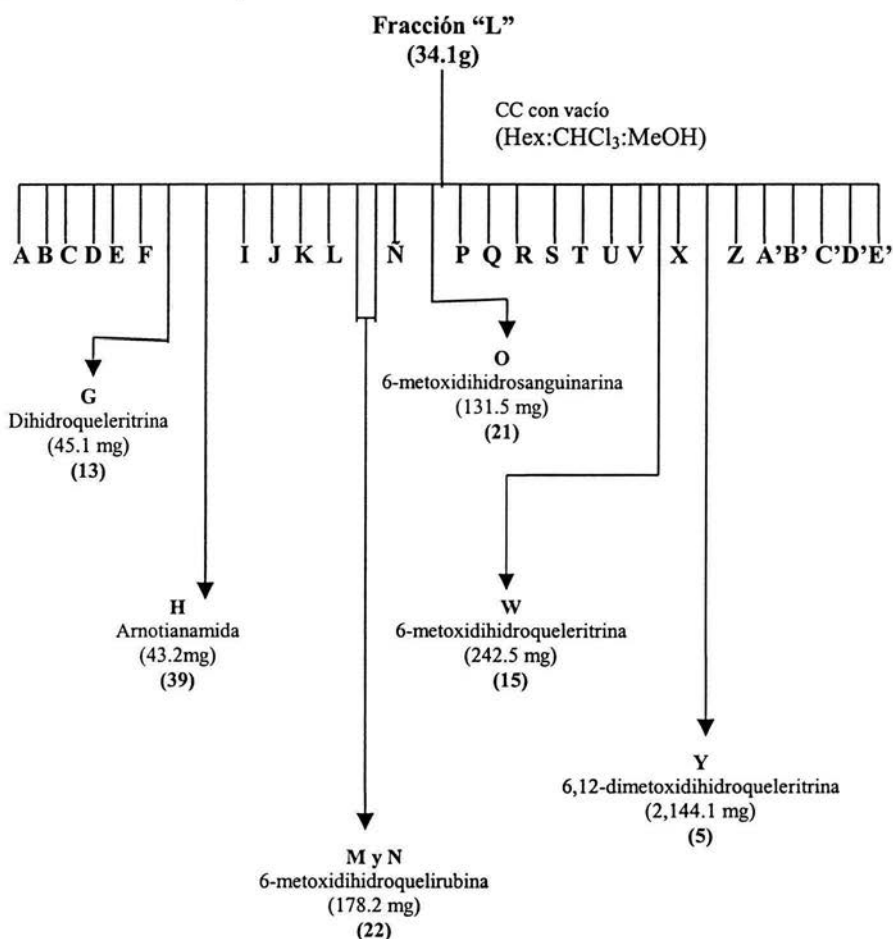 Fracción “L”
(34.1g)
CC con vacío
(Hex:CHCl₃:MeOH)
A B C D E F I J K L Ñ P Q R S T U V X Z A’ B’ C’ D’ E’
G
Dihidroqueleritrina
(45.1 mg)
(13)
O
6-metoxidihidrosanguinarina
(131.5 mg)
(21)
H
Arnotianamida
(43.2mg)
(39)
W
6-metoxidihidroqueleritrina
(242.5 mg)
(15)
Y
6,12-dimetoxidihidroqueleritrina
(2,144.1 mg)
(5)
M y N
6-metoxidihidroquelirubina
(178.2 mg)
(22)